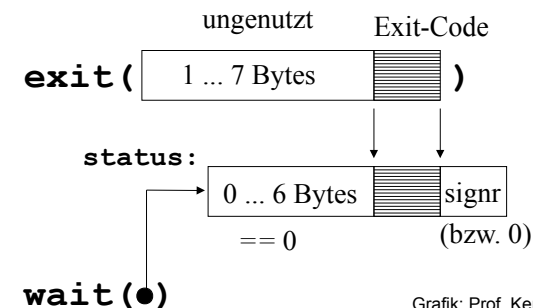 ungenutzt
Exit-Code
exit( 1 ... 7 Bytes )
status:
0 ... 6 Bytes signr
== 0 (bzw. 0)
wait( )
Grafik: Prof. Ke